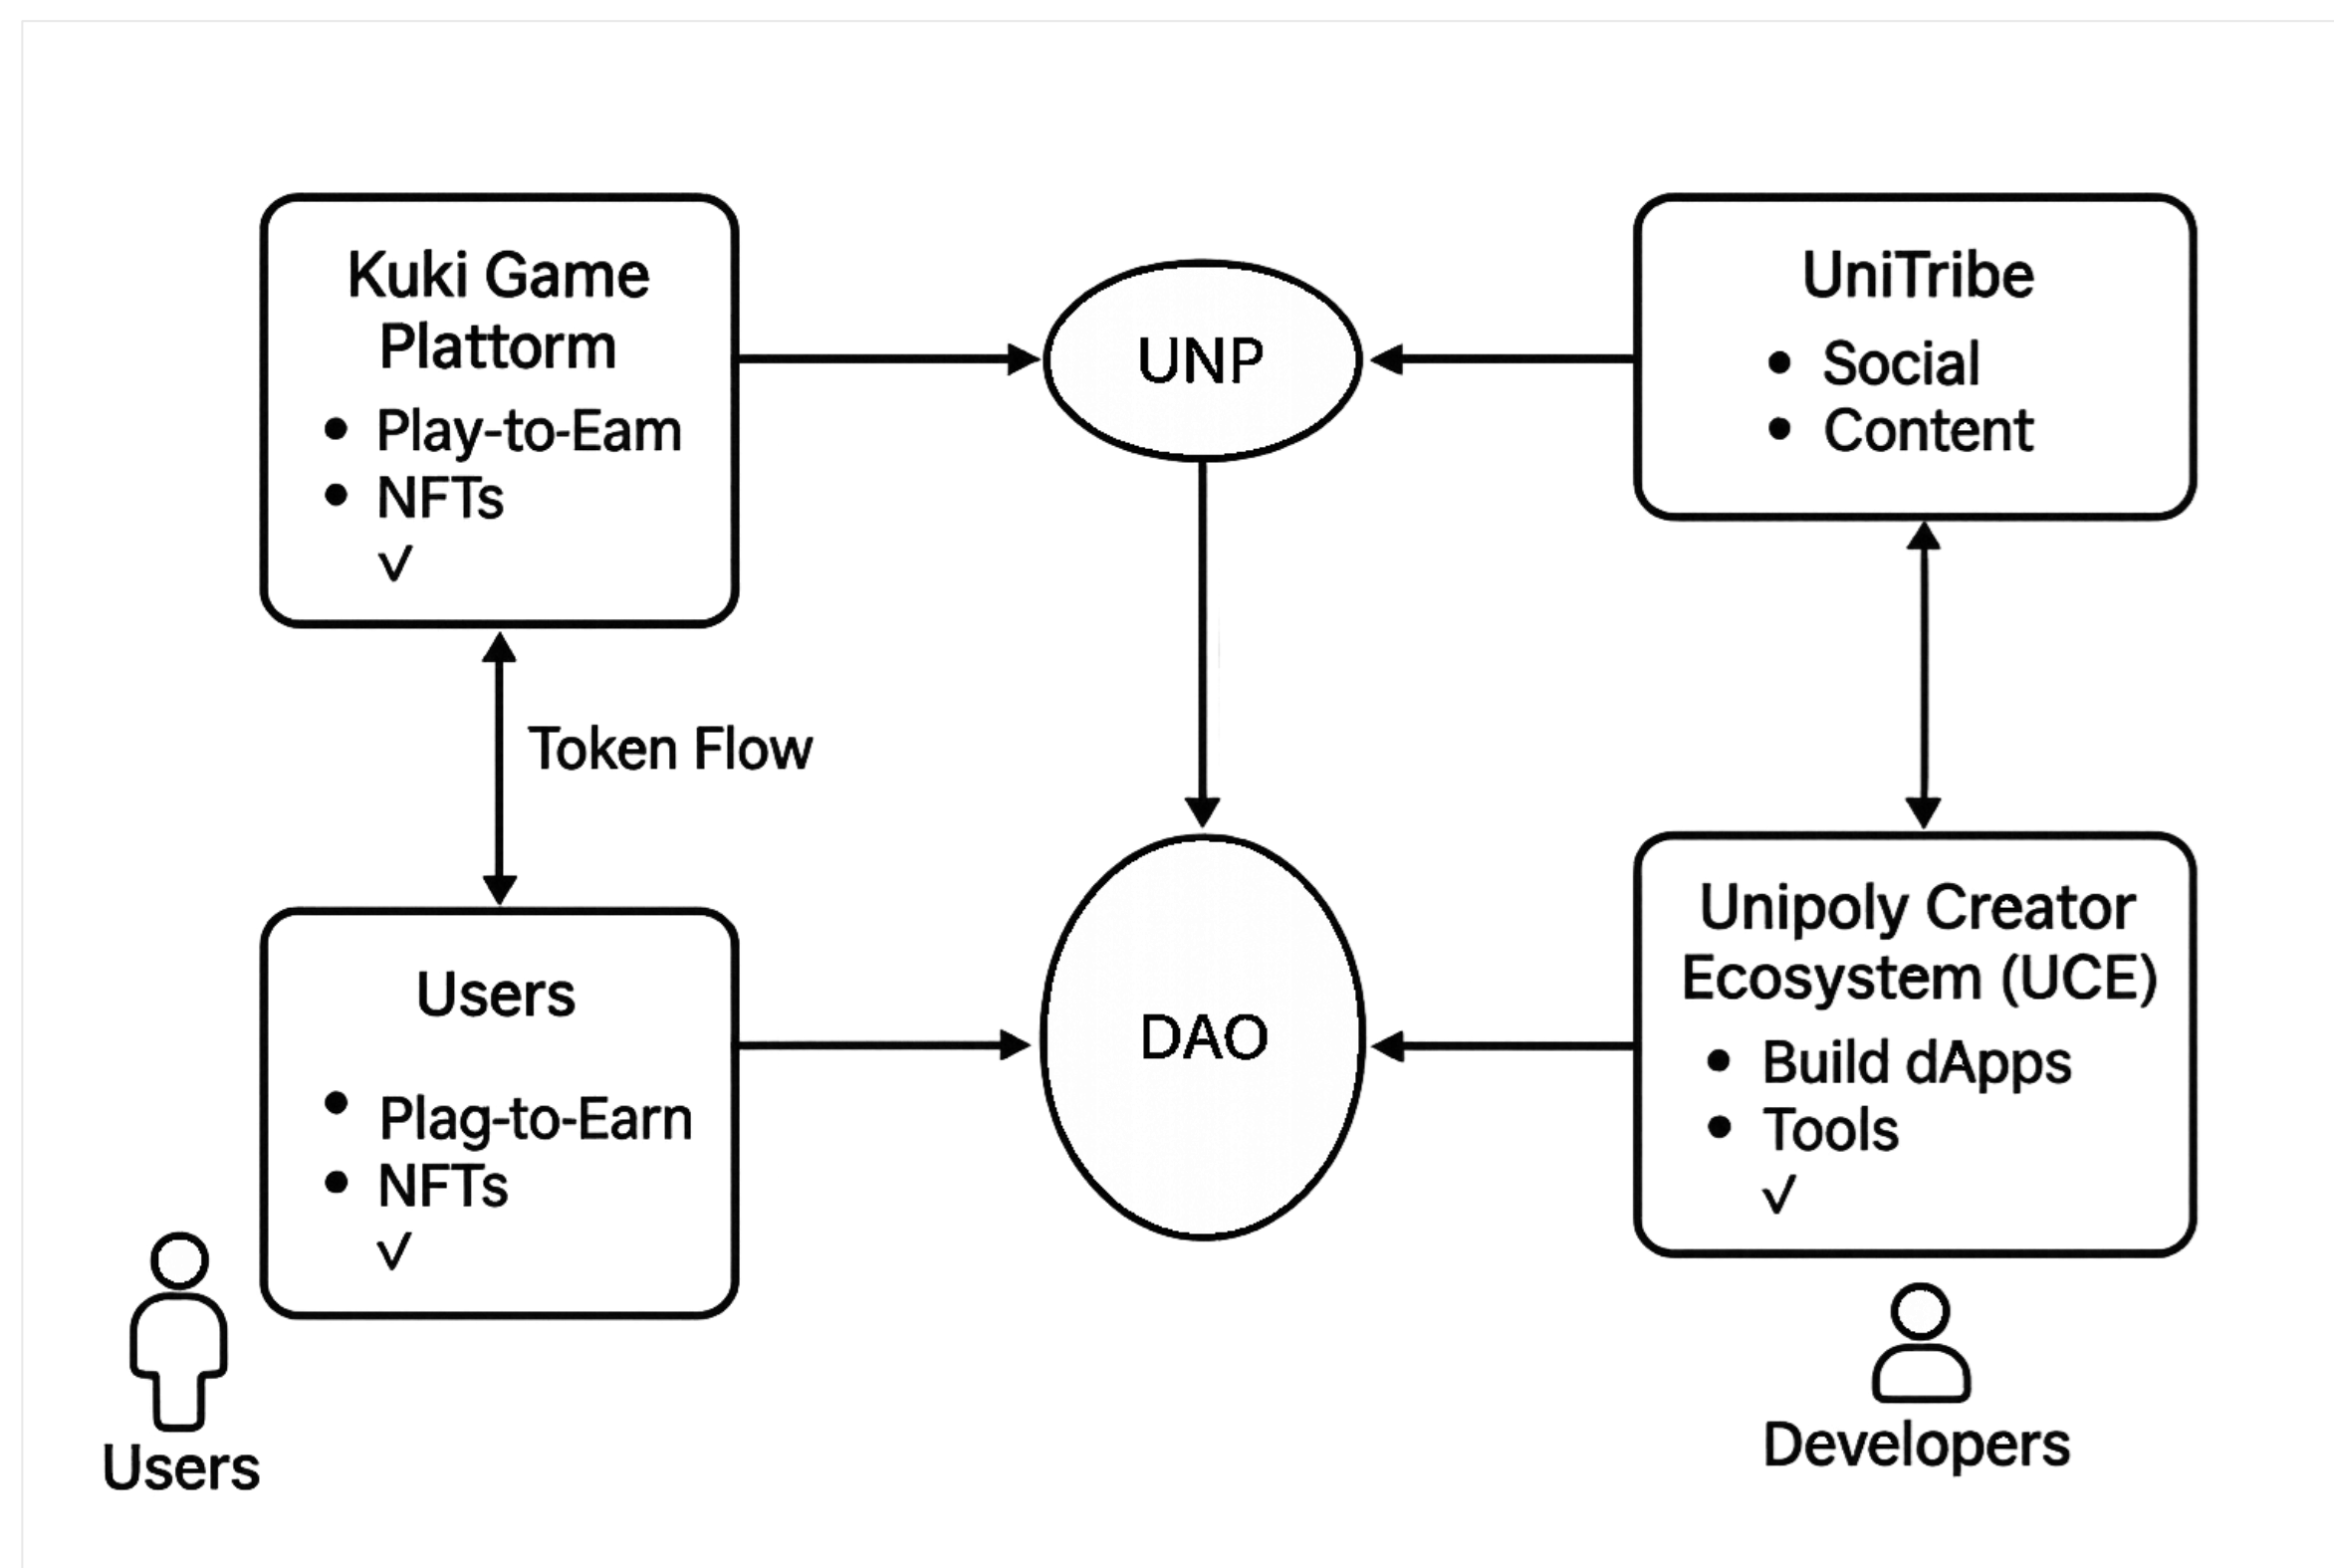 Kuki Game
Plattorm
• Play-to-Eam
• NFTs
✓
UNP
UniTribe
• Social
• Content
Token Flow
Users
• Plag-to-Earn
• NFTs
✓
DAO
Unipoly Creator
Ecosystem (UCE)
• Build dApps
• Tools
✓
Users
Developers